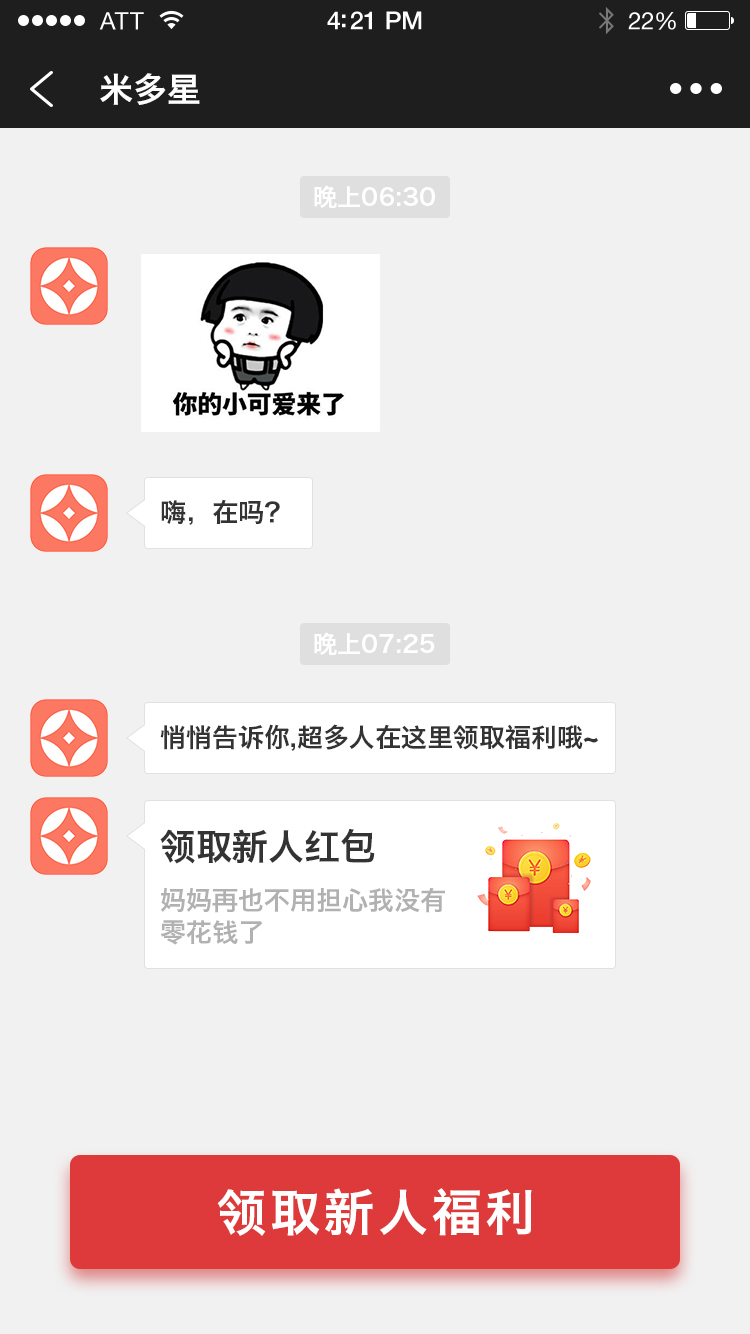 ATT 4:21 PM 22%
米多星
晚上06:30
你的小可爱来了
嗨，在吗？
晚上07:25
悄悄告诉你,超多人在这里领取福利哦~
领取新人红包
妈妈再也不用担心我没有
零花钱了
领取新人福利